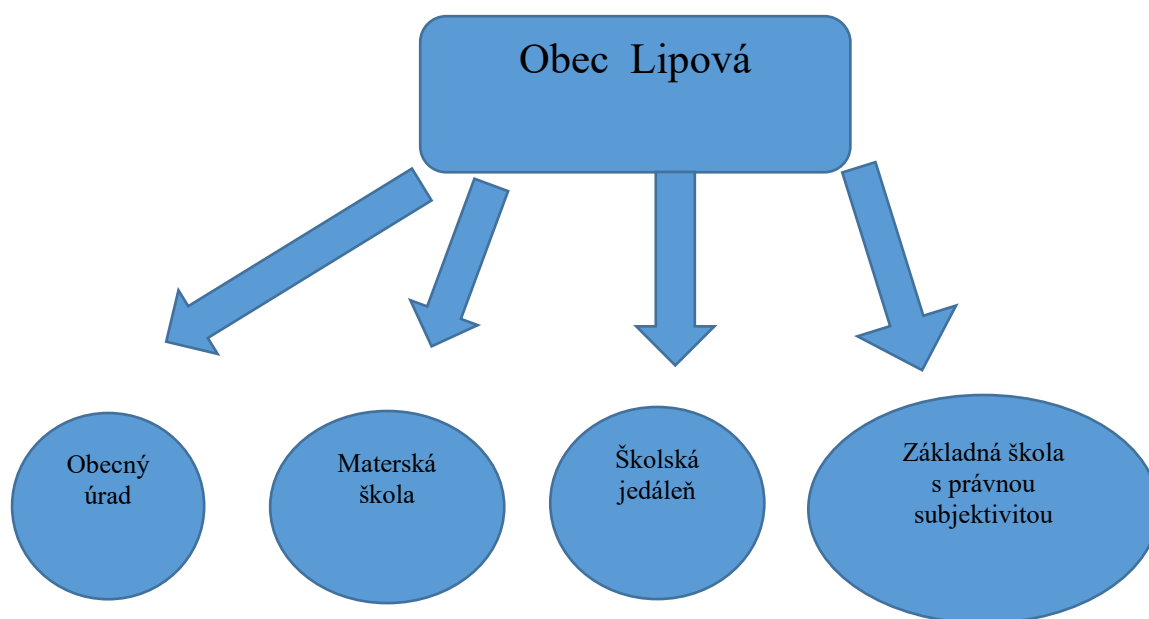 Obec  Lipová
Obecný
úrad
Materská
škola
Školská
jedáleň
Základná škola
s právnou
subjektivitou